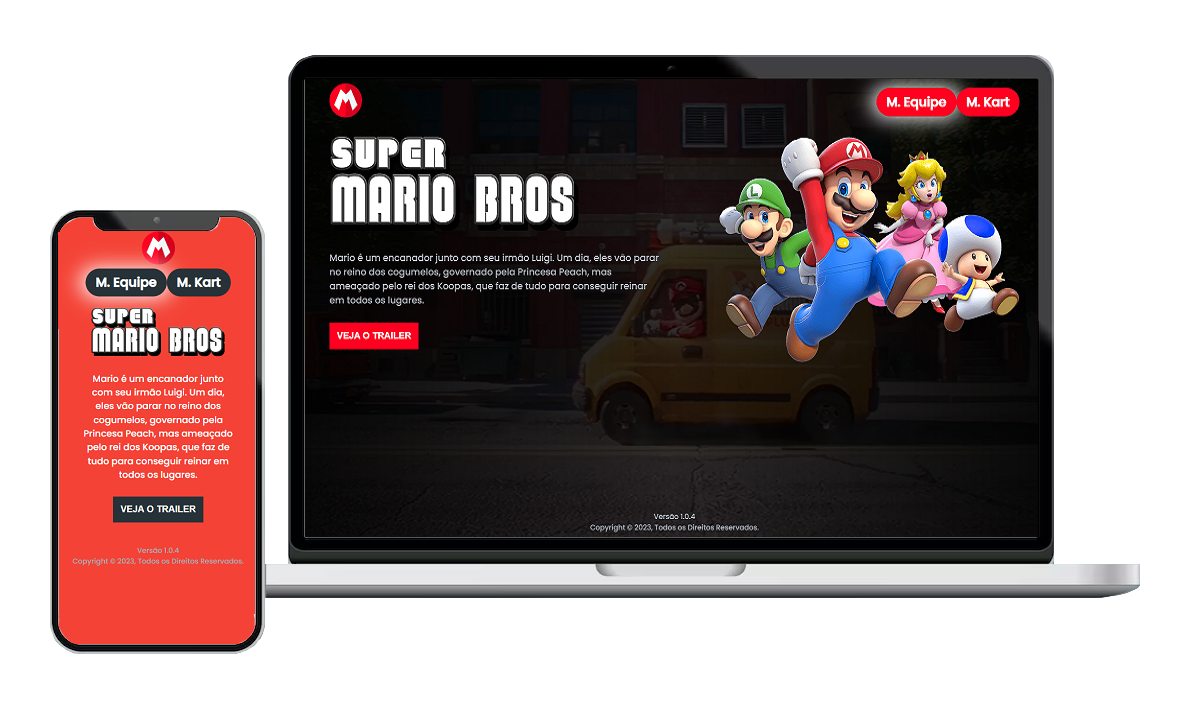 M
M. Equipe
M. Kart
SUPER
MARIO BROS
Mario é um encanador junto
com seu irmão Luigi. Um dia,
eles vão parar no reino dos
cogumelos, governado pela
Princesa Peach, mas ameaçado
pelo rei dos Koopas, que faz de
tudo para conseguir reinar em
todos os lugares.
VEJA O TRAILER
Versão 1.0.4
Copyright © 2023, Todos os Direitos Reservados.
M
M. Equipe
M. Kart
SUPER
MARIO BROS
Mario é um encanador junto com seu irmão Luigi. Um dia, eles vão parar
no reino dos cogumelos, governado pela Princesa Peach, mas
ameaçado pelo rei dos Koopas, que faz de tudo para conseguir reinar
em todos os lugares.
VEJA O TRAILER
L
M
Versão 1.0.4
Copyright © 2023, Todos os Direitos Reservados.